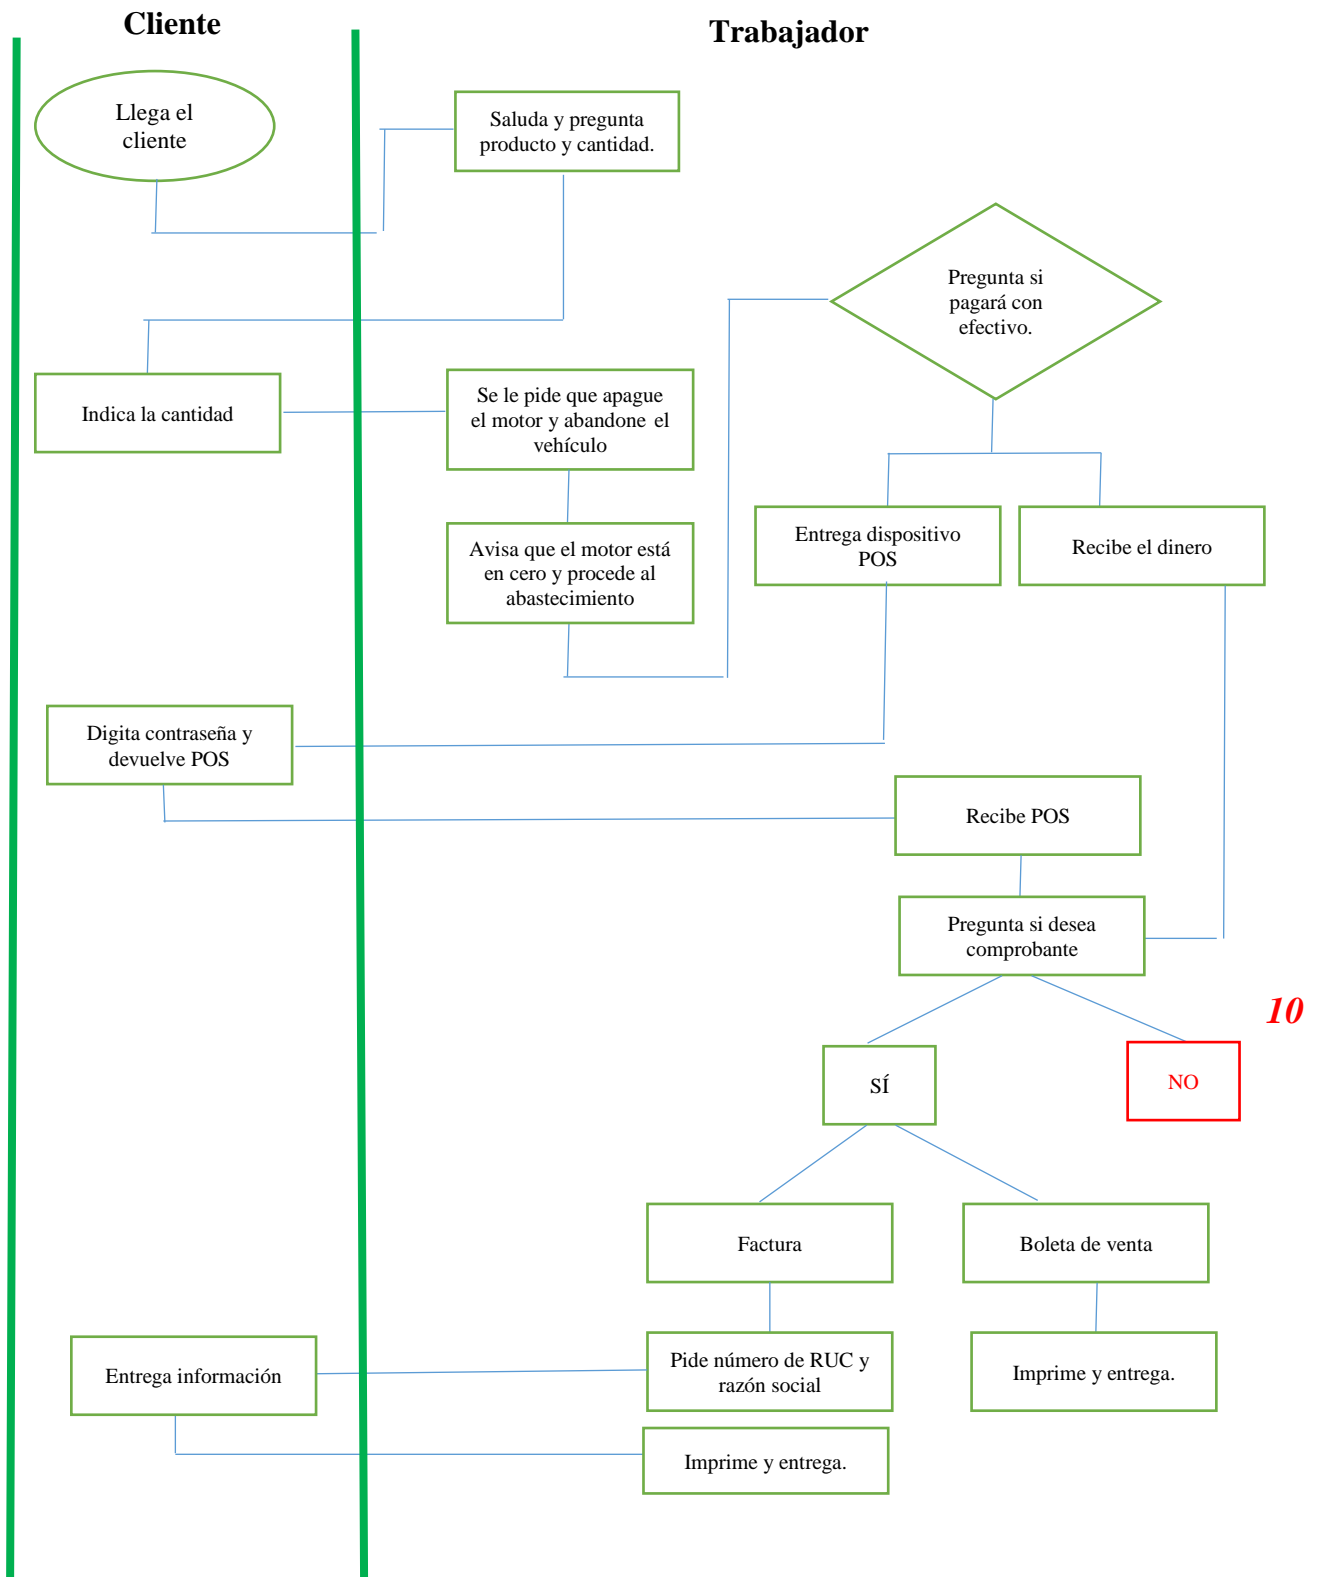 Cliente
Trabajador
Llega el
cliente
Saluda y pregunta
producto y cantidad.
Pregunta si
pagará con
efectivo.
Indica la cantidad
Se le pide que apague
el motor y abandone el
vehículo
Avisa que el motor está
en cero y procede al
abastecimiento
Entrega dispositivo
POS
Recibe el dinero
Digita contraseña y
devuelve POS
Recibe POS
Pregunta si desea
comprobante
10
SÍ
NO
Factura
Boleta de venta
Entrega información
Pide número de RUC y
razón social
Imprime y entrega.
Imprime y entrega.